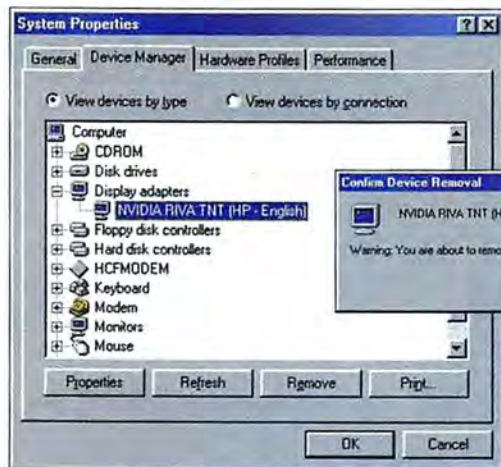 System Properties
General Device Manager Hardware Profiles Performance
View devices by type View devices by connection
Computer
CDROM
Disk drives
Display adapters
NVIDIA RIVA TNT (HP - English)
Floppy disk controllers
Hard disk controllers
HCFMODEM
Keyboard
Modem
Monitors
Mouse
Confirm Device Removal
NVIDIA RIVA TNT (H
Warning: You are about to remo
Properties Refresh Remove Print...
OK Cancel